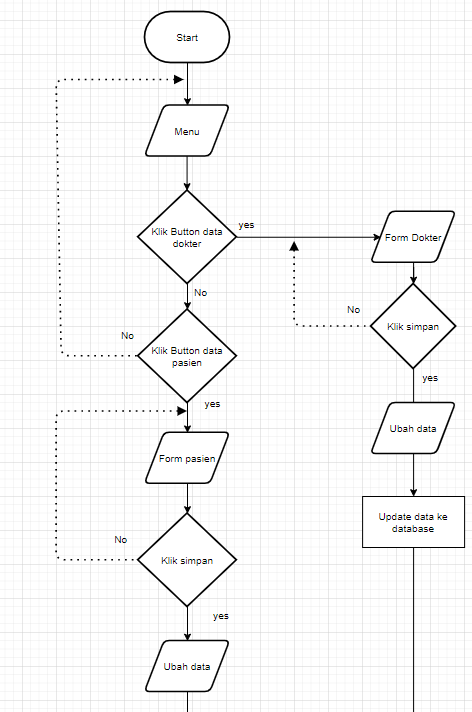 Start
Menu
Klik Button data
dokter
yes
Form Dokter
No
No
Klik simpan
No
Klik Button data
pasien
yes
yes
Ubah data
Form pasien
Update data ke
database
No
Klik simpan
yes
Ubah data